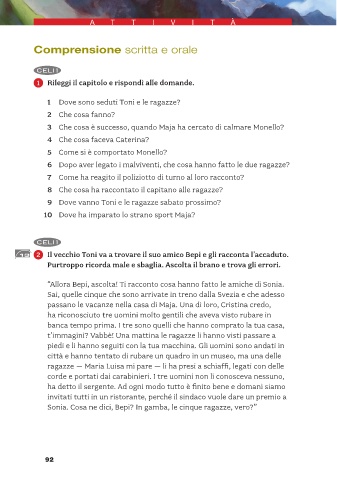 ATTIVITÀ
Comprensione scritta e orale
CELI 1
1 Rileggi il capitolo e rispondi alle domande.
1 Dove sono seduti Toni e le ragazze?
2 Che cosa fanno?
3 Che cosa è successo, quando Maja ha cercato di calmare Monello?
4 Che cosa faceva Caterina?
5 Come si è comportato Monello?
6 Dopo aver legato i malviventi, che cosa hanno fatto le due ragazze?
7 Come ha reagito il poliziotto di turno al loro racconto?
8 Che cosa ha raccontato il capitano alle ragazze?
9 Dove vanno Toni e le ragazze sabato prossimo?
10 Dove ha imparato lo strano sport Maja?
CELI 1
12 2 Il vecchio Toni va a trovare il suo amico Bepi e gli racconta l'accaduto.
Purtroppo ricorda male e sbaglia. Ascolta il brano e trova gli errori.
"Allora Bepi, ascolta! Ti racconto cosa hanno fatto le amiche di Sonia.
Sai, quelle cinque che sono arrivate in treno dalla Svezia e che adesso
passano le vacanze nella casa di Maja. Una di loro, Cristina credo,
ha riconosciuto tre uomini molto gentili che aveva visto rubare in
banca tempo prima. I tre sono quelli che hanno comprato la tua casa,
t'immagini? Vabbè! Una mattina le ragazze li hanno visti passare a
piedi e li hanno seguiti con la tua macchina. Gli uomini sono andati in
città e hanno tentato di rubare un quadro in un museo, ma una delle
ragazze — Maria Luisa mi pare — li ha presi a schiaffi, legati con delle
corde e portati dai carabinieri. I tre uomini non li conosceva nessuno,
ha detto il sergente. Ad ogni modo tutto è finito bene e domani siamo
invitati tutti in un ristorante, perché il sindaco vuole dare un premio a
Sonia. Cosa ne dici, Bepi? In gamba, le cinque ragazze, vero?"
92